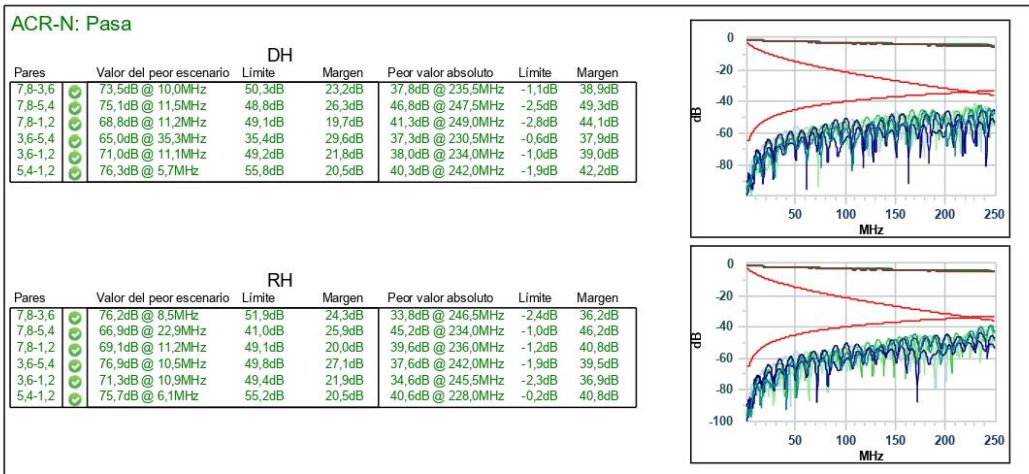 ACR-N: Pasa
DH
Pares Valor del peor escenario Límite Margen Peor valor absoluto Límite Margen
7,8-3,6 73,5dB @ 10,0MHz 50,3dB 23,2dB 37,8dB @ 235,5MHz -1,1dB 38,9dB
7,8-5,4 75,1dB @ 11,5MHz 48,8dB 26,3dB 46,8dB @ 247,5MHz -2,5dB 49,3dB
7,8-1,2 68,8dB @ 11,2MHz 49,1dB 19,7dB 41,3dB @ 249,0MHz -2,8dB 44,1dB
3,6-5,4 65,0dB @ 35,3MHz 35,4dB 29,6dB 37,3dB @ 230,5MHz -0,6dB 37,9dB
3,6-1,2 71,0dB @ 11,1MHz 49,2dB 21,8dB 38,0dB @ 234,0MHz -1,0dB 39,0dB
5,4-1,2 76,3dB @ 5,7MHz 55,8dB 20,5dB 40,3dB @ 242,0MHz -1,9dB 42,2dB
0
-20
-40
-60
-80
dB
50 100 150 200 250
MHz
RH
Pares Valor del peor escenario Límite Margen Peor valor absoluto Límite Margen
7,8-3,6 76,2dB @ 8,5MHz 51,9dB 24,3dB 33,8dB @ 246,5MHz -2,4dB 36,2dB
7,8-5,4 66,9dB @ 22,9MHz 41,0dB 25,9dB 45,2dB @ 234,0MHz -1,0dB 46,2dB
7,8-1,2 69,1dB @ 11,2MHz 49,1dB 20,0dB 39,6dB @ 236,0MHz -1,2dB 40,8dB
3,6-5,4 76,9dB @ 10,5MHz 49,8dB 27,1dB 37,6dB @ 242,0MHz -1,9dB 39,5dB
3,6-1,2 71,3dB @ 10,9MHz 49,4dB 21,9dB 34,6dB @ 245,5MHz -2,3dB 36,9dB
5,4-1,2 75,7dB @ 6,1MHz 55,2dB 20,5dB 40,6dB @ 228,0MHz -0,2dB 40,8dB
0
-20
-40
-60
-80
-100
dB
50 100 150 200 250
MHz